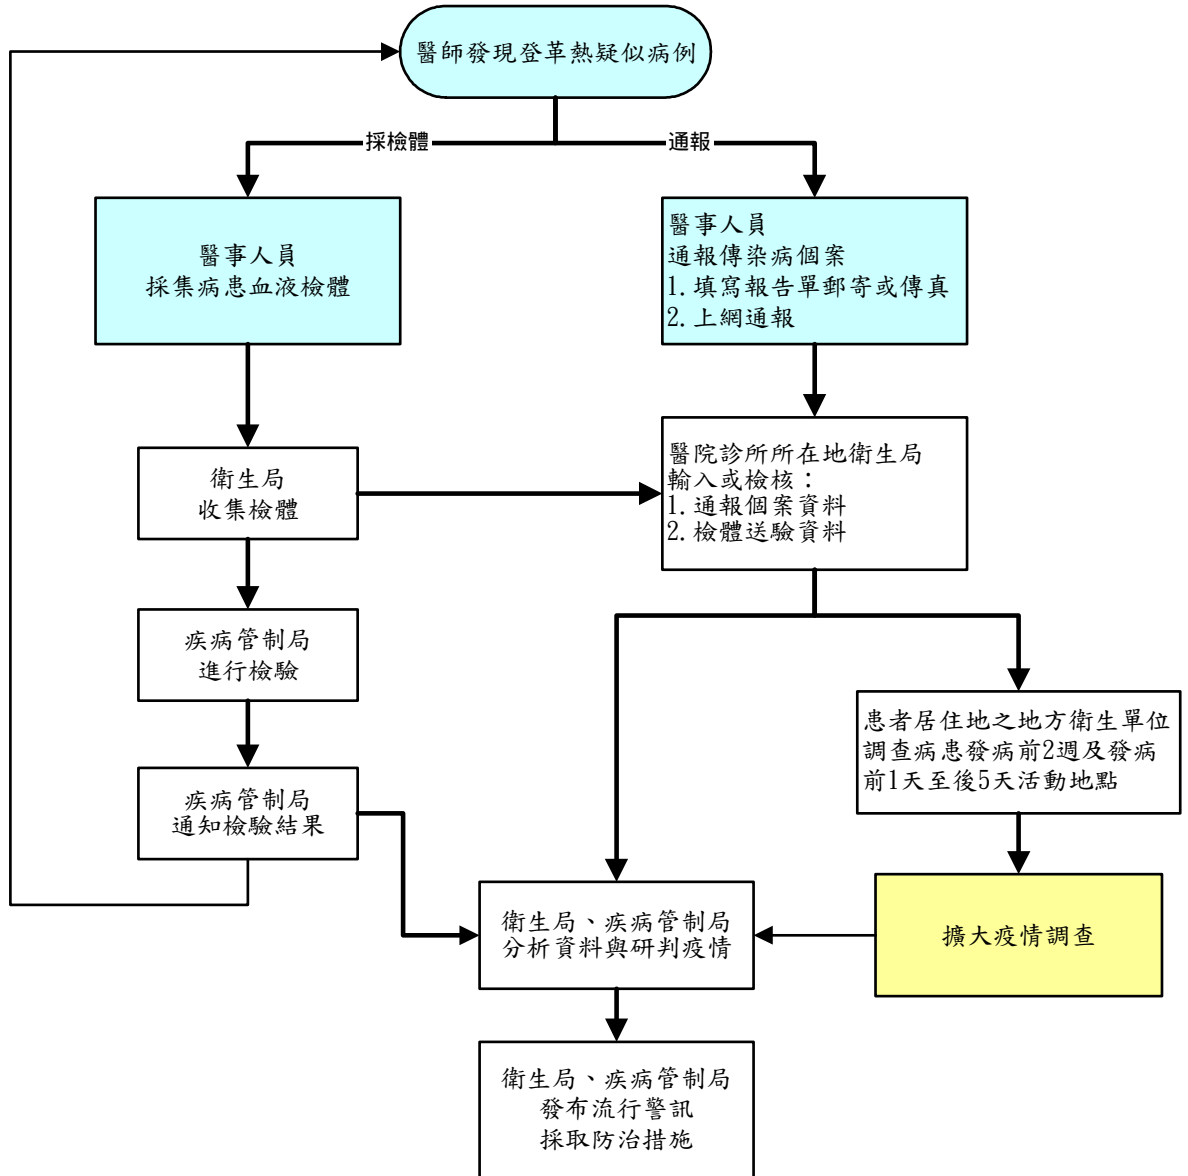 醫師發現登革熱疑似病例
採檢體
通報
醫事人員
採集病患血液檢體
醫事人員
通報傳染病個案
1.填寫報告單郵寄或傳真
2.上網通報
衛生局
收集檢體
醫院診所所在地衛生局
輸入或檢核：
1.通報個案資料
2.檢體送驗資料
疾病管制局
進行檢驗
疾病管制局
通知檢驗結果
患者居住地之地方衛生單位
調查病患發病前2週及發病
前1天至後5天活動地點
衛生局、疾病管制局
分析資料與研判疫情
擴大疫情調查
衛生局、疾病管制局
發布流行警訊
採取防治措施